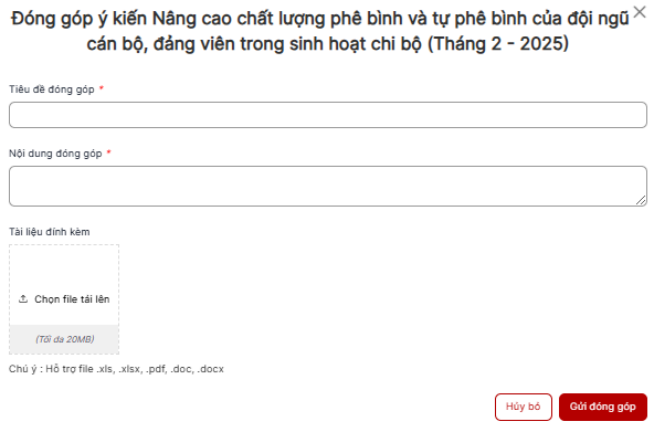 Đóng góp ý kiến Nâng cao chất lượng phê bình và tự phê bình của đội ngũ
cán bộ, đảng viên trong sinh hoạt chi bộ (Tháng 2 - 2025)
Tiêu đề đóng góp *
Nội dung đóng góp *
Tài liệu đính kèm
Chọn file tải lên
(Tối đa 20MB)
Chú ý : Hỗ trợ file .xls, .xlsx, .pdf, .doc, .docx
Hủy bỏ
Gửi đóng góp